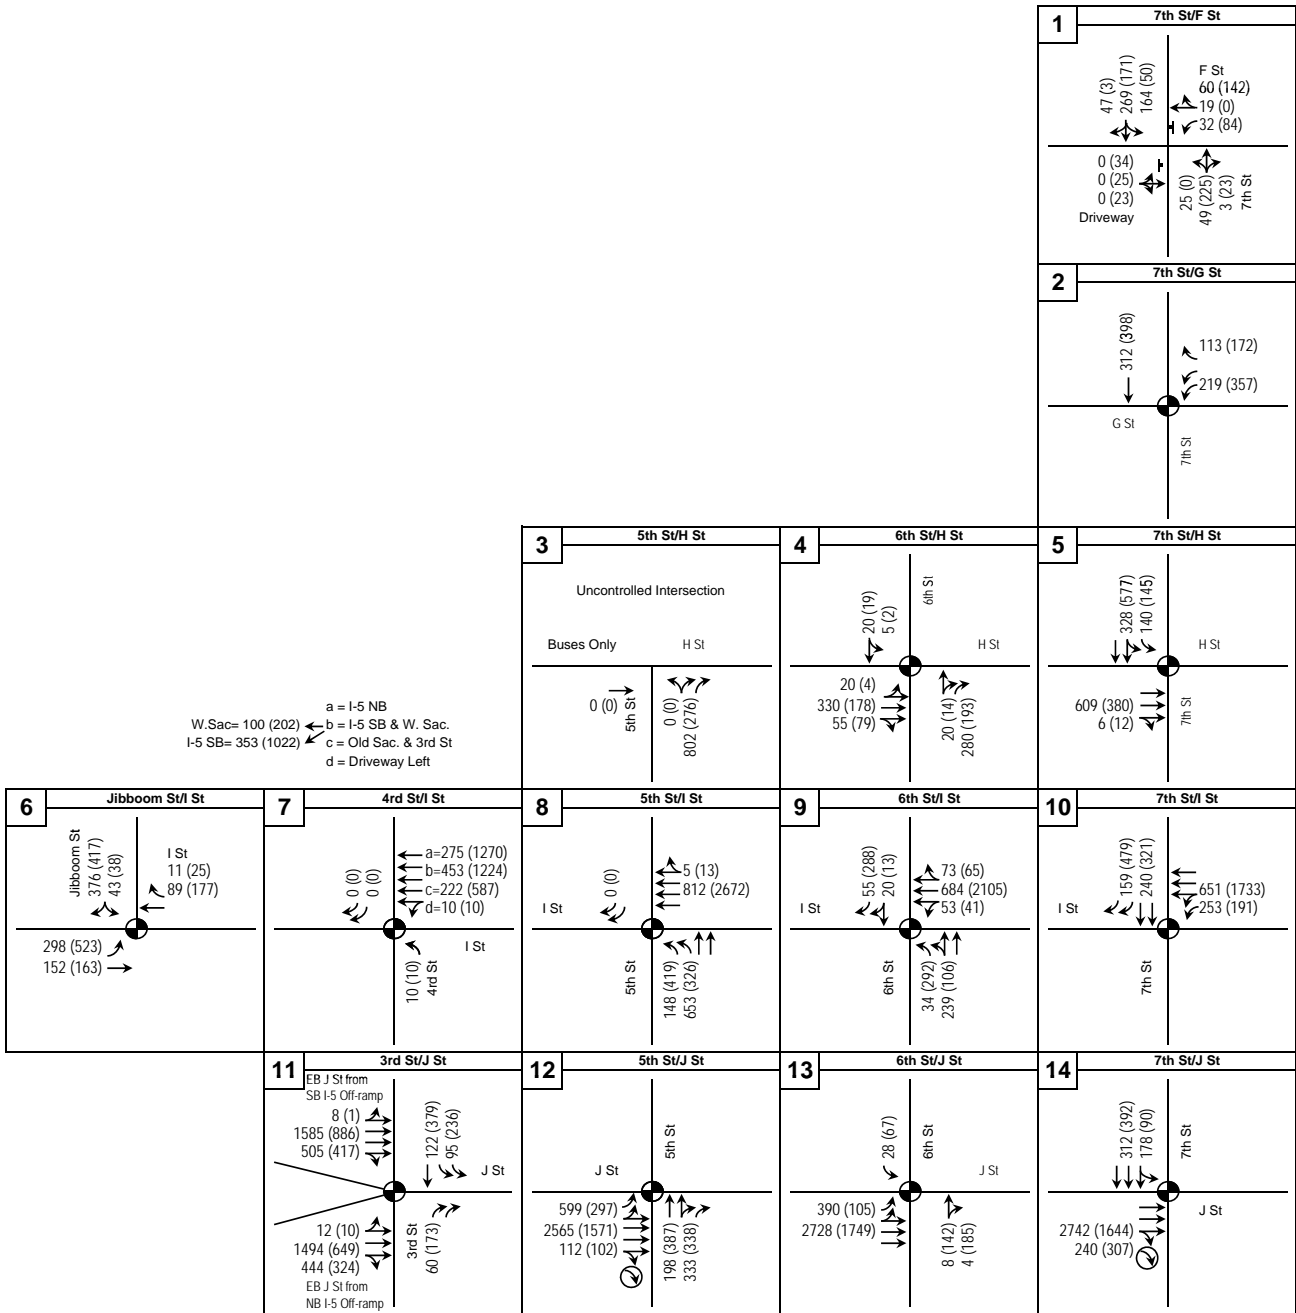 1
7th St/F St
47 (3)
269 (171)
164 (50)
F St
60 (142)
19 (0)
32 (84)
0 (34)
0 (25)
0 (23)
Driveway
25 (0)
49 (225)
3 (23)
7th St
2
7th St/G St
312 (398)
113 (172)
219 (357)
G St
7th St
3
5th St/H St
Uncontrolled Intersection
Buses Only
H St
0 (0)
5th St
0 (0)
802 (276)
4
6th St/H St
20 (19)
5 (2)
6th St
H St
20 (4)
330 (178)
55 (79)
20 (14)
280 (193)
5
7th St/H St
328 (577)
140 (145)
H St
609 (380)
6 (12)
7th St
a = I-5 NB
W.Sac= 100 (202)
b = I-5 SB & W. Sac.
I-5 SB= 353 (1022)
c = Old Sac. & 3rd St
d = Driveway Left
6
Jibboom St/I St
Jibboom St
376 (417)
43 (38)
I St
11 (25)
89 (177)
298 (523)
152 (163)
7
4rd St/I St
0 (0)
0 (0)
a=275 (1270)
b=453 (1224)
c=222 (587)
d=10 (10)
I St
10 (10)
4rd St
8
5th St/I St
0 (0)
5 (13)
812 (2672)
I St
5th St
148 (419)
653 (326)
9
6th St/I St
55 (288)
20 (13)
73 (65)
684 (2105)
53 (41)
I St
6th St
34 (292)
239 (106)
10
7th St/I St
159 (479)
240 (321)
651 (1733)
253 (191)
I St
7th St
11
3rd St/J St
EB J St from
SB I-5 Off-ramp
8 (1)
1585 (886)
505 (417)
122 (379)
95 (236)
J St
12 (10)
1494 (649)
444 (324)
EB J St from
NB I-5 Off-ramp
3rd St
60 (173)
12
5th St/J St
5th St
J St
599 (297)
2565 (1571)
112 (102)
198 (387)
333 (338)
13
6th St/J St
28 (67)
6th St
J St
390 (105)
2728 (1749)
8 (142)
4 (185)
14
7th St/J St
312 (392)
178 (90)
7th St
J St
2742 (1644)
240 (307)